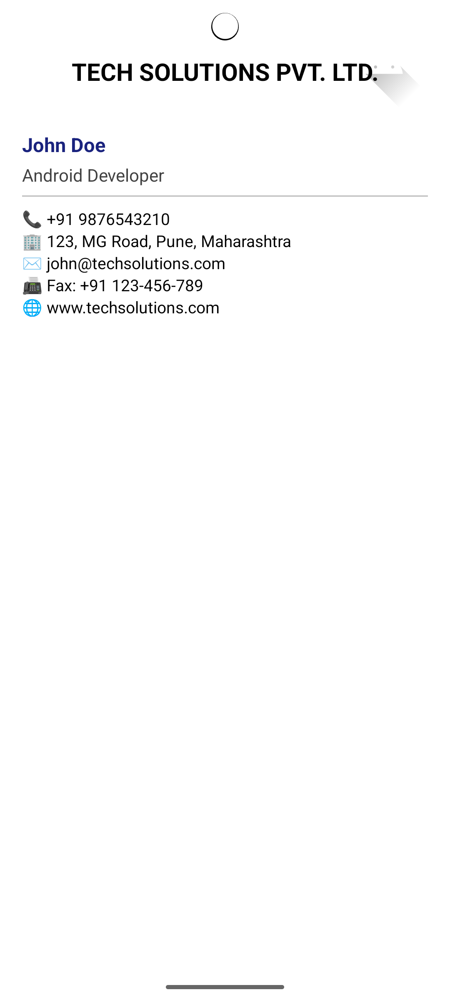 TECH SOLUTIONS PVT. LTD.
John Doe
Android Developer
📞 +91 9876543210
🏢 123, MG Road, Pune, Maharashtra
✉️ john@techsolutions.com
📠 Fax: +91 123-456-789
🌐 www.techsolutions.com